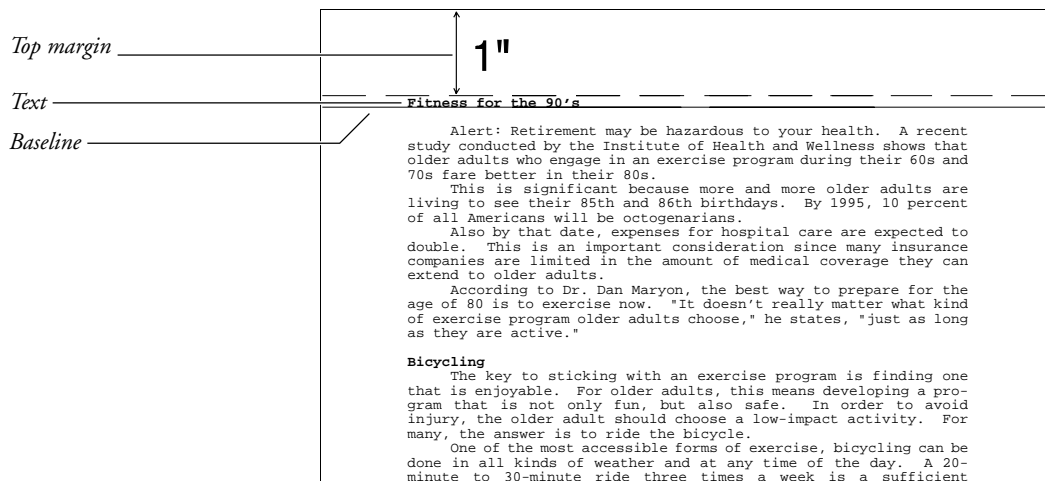 Top margin
1"
Text
Fitness for the 90's
Baseline
Alert: Retirement may be hazardous to your health. A recent
study conducted by the Institute of Health and Wellness shows that
older adults who engage in an exercise program during their 60s and
70s fare better in their 80s.
This is significant because more and more older adults are
living to see their 85th and 86th birthdays. By 1995, 10 percent
of all Americans will be octogenarians.
Also by that date, expenses for hospital care are expected to
double. This is an important consideration since many insurance
companies are limited in the amount of medical coverage they can
extend to older adults.
According to Dr. Dan Maryon, the best way to prepare for the
age of 80 is to exercise now. "It doesn't really matter what kind
of exercise program older adults choose," he states, "just as long
as they are active."
Bicycling
The key to sticking with an exercise program is finding one
that is enjoyable. For older adults, this means developing a pro-
gram that is not only fun, but also safe. In order to avoid
injury, the older adult should choose a low-impact activity. For
many, the answer is to ride the bicycle.
One of the most accessible forms of exercise, bicycling can be
done in all kinds of weather and at any time of the day. A 20-
minute to 30-minute ride three times a week is a sufficient